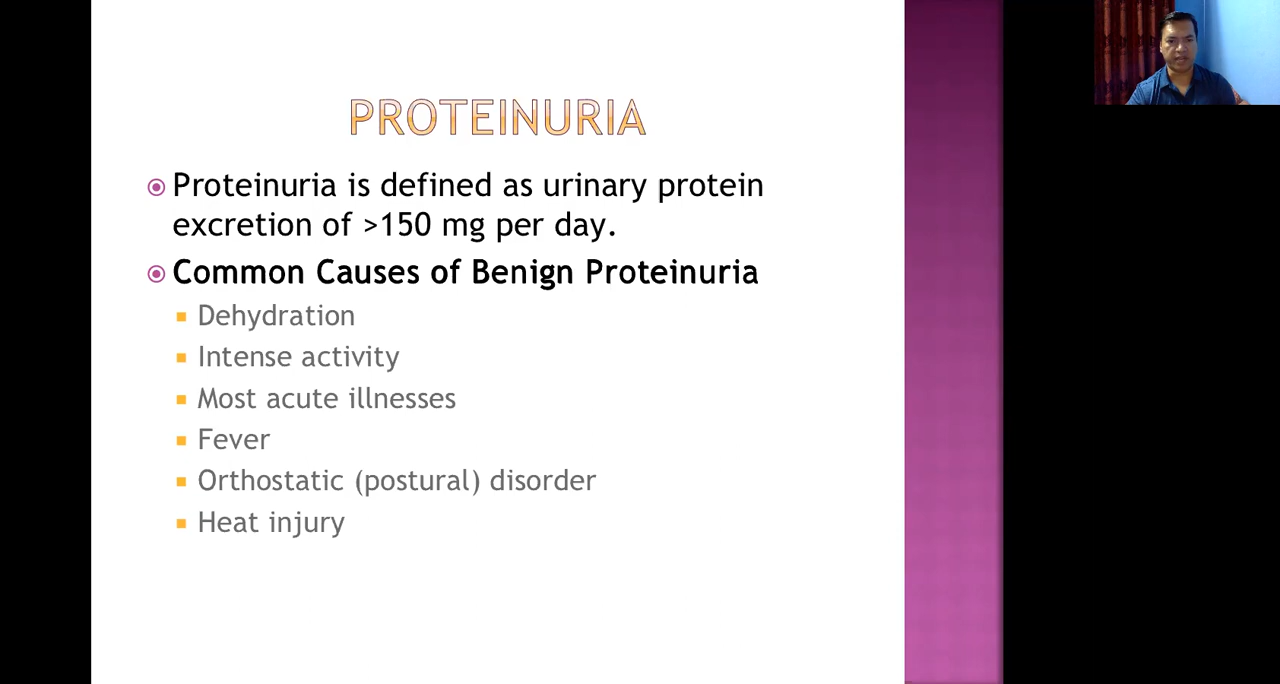 PROTEINURIA
Proteinuria is defined as urinary protein
excretion of >150 mg per day.
Common Causes of Benign Proteinuria
Dehydration
Intense activity
Most acute illnesses
Fever
Orthostatic (postural) disorder
Heat injury